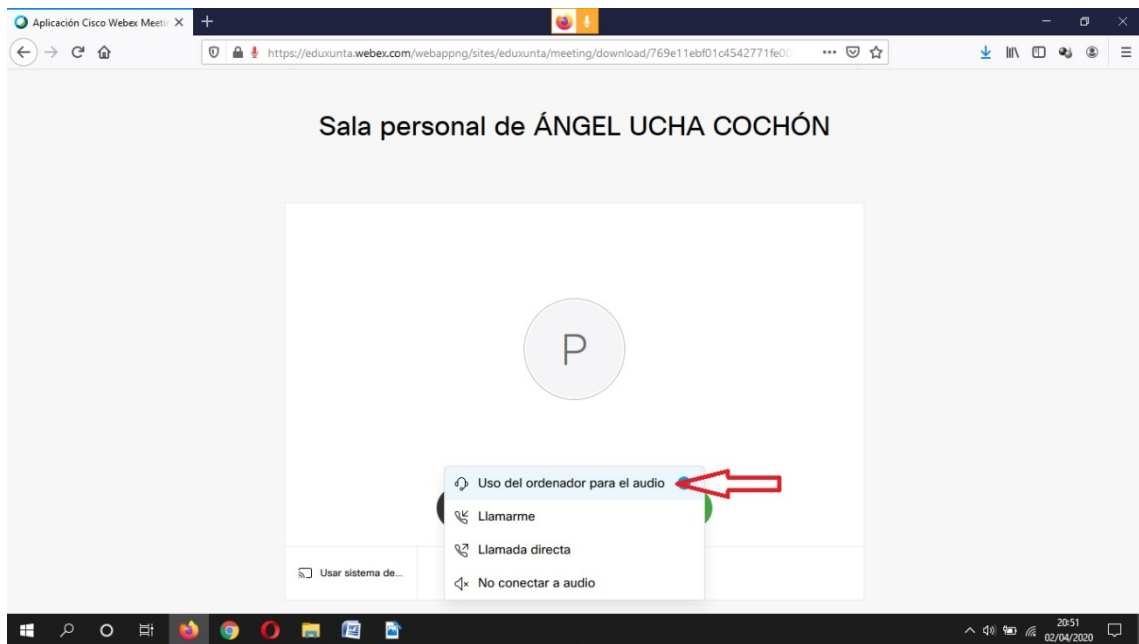 Aplicación Cisco Webex Meetin
https://eduxunta.webex.com/webappng/sites/eduxunta/meeting/download/769e11ebf01c4542771fe00
Sala personal de ÁNGEL UCHA COCHÓN
P
Uso del ordenador para el audio
Llamarme
Llamada directa
Usar sistema de...
No conectar a audio
20:51
02/04/2020